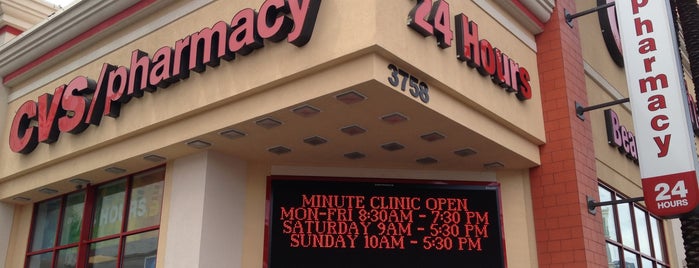 CVS/pharmacy
24 Hours
3758
MINUTE CLINIC OPEN
MON-FRI 8:30AM - 7:30 PM
SATURDAY 9AM - 5:30 PM
SUNDAY 10AM - 5:30 PM
pharmacy
24
HOURS